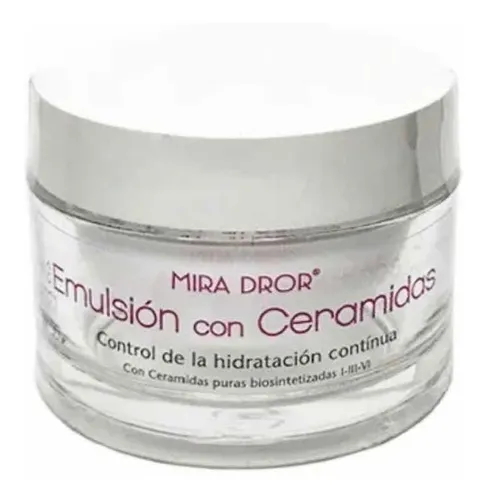 MIRA DROR®
Emulsión con Ceramidas
Control de la hidratación contínua
Con Ceramidas puras biosintetizadas I-III-VI